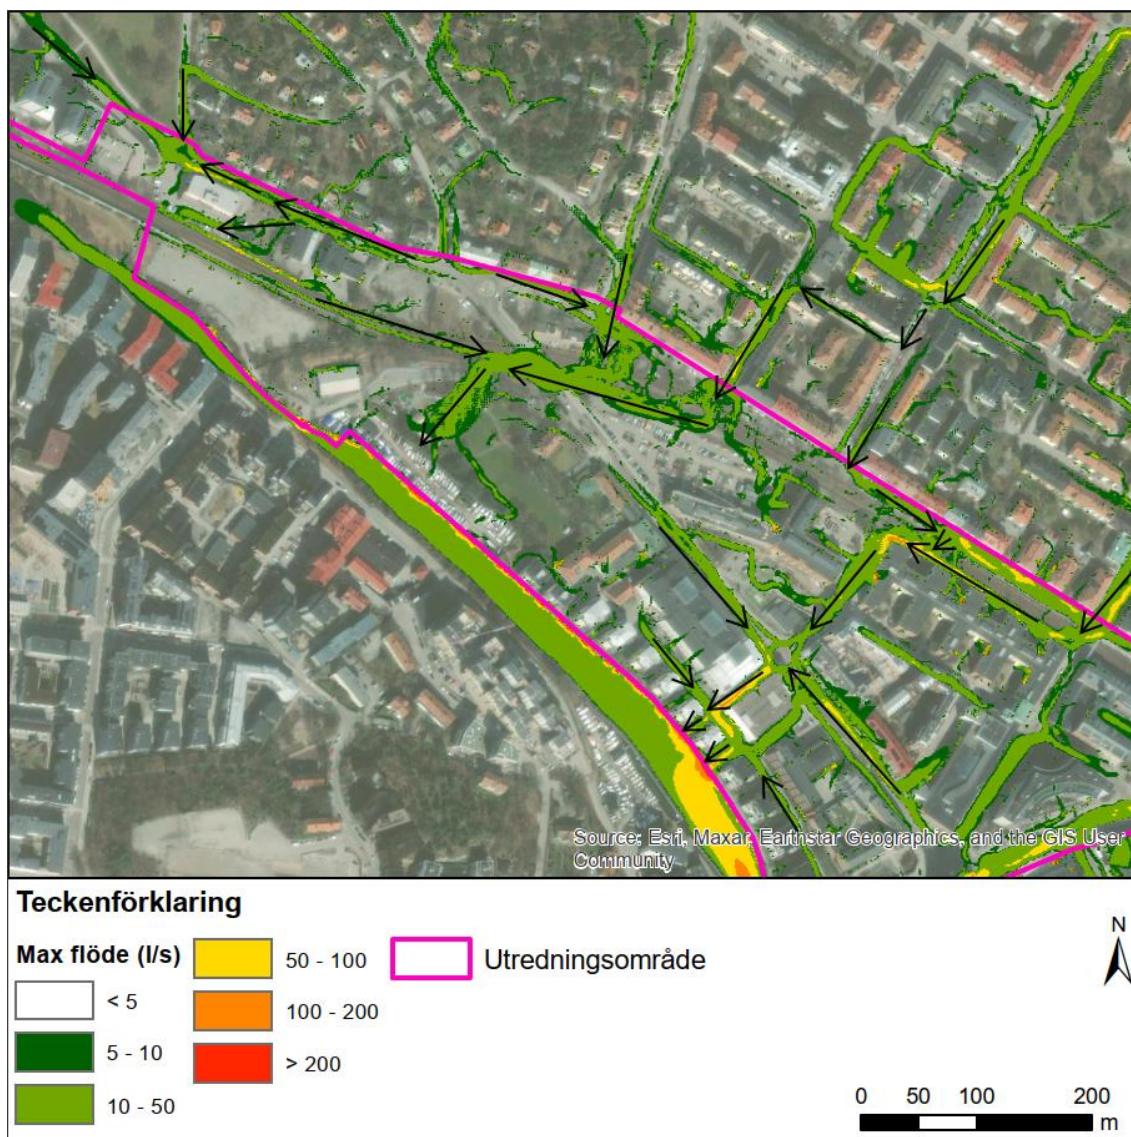 Source: Esri, Maxar, Earthstar Geographics, and the GIS User
Community
Teckenförklaring
Max flöde (l/s)
< 5
5 - 10
10 - 50
50 - 100
100 - 200
> 200
Utredningsområde
N
0 50 100 200
m